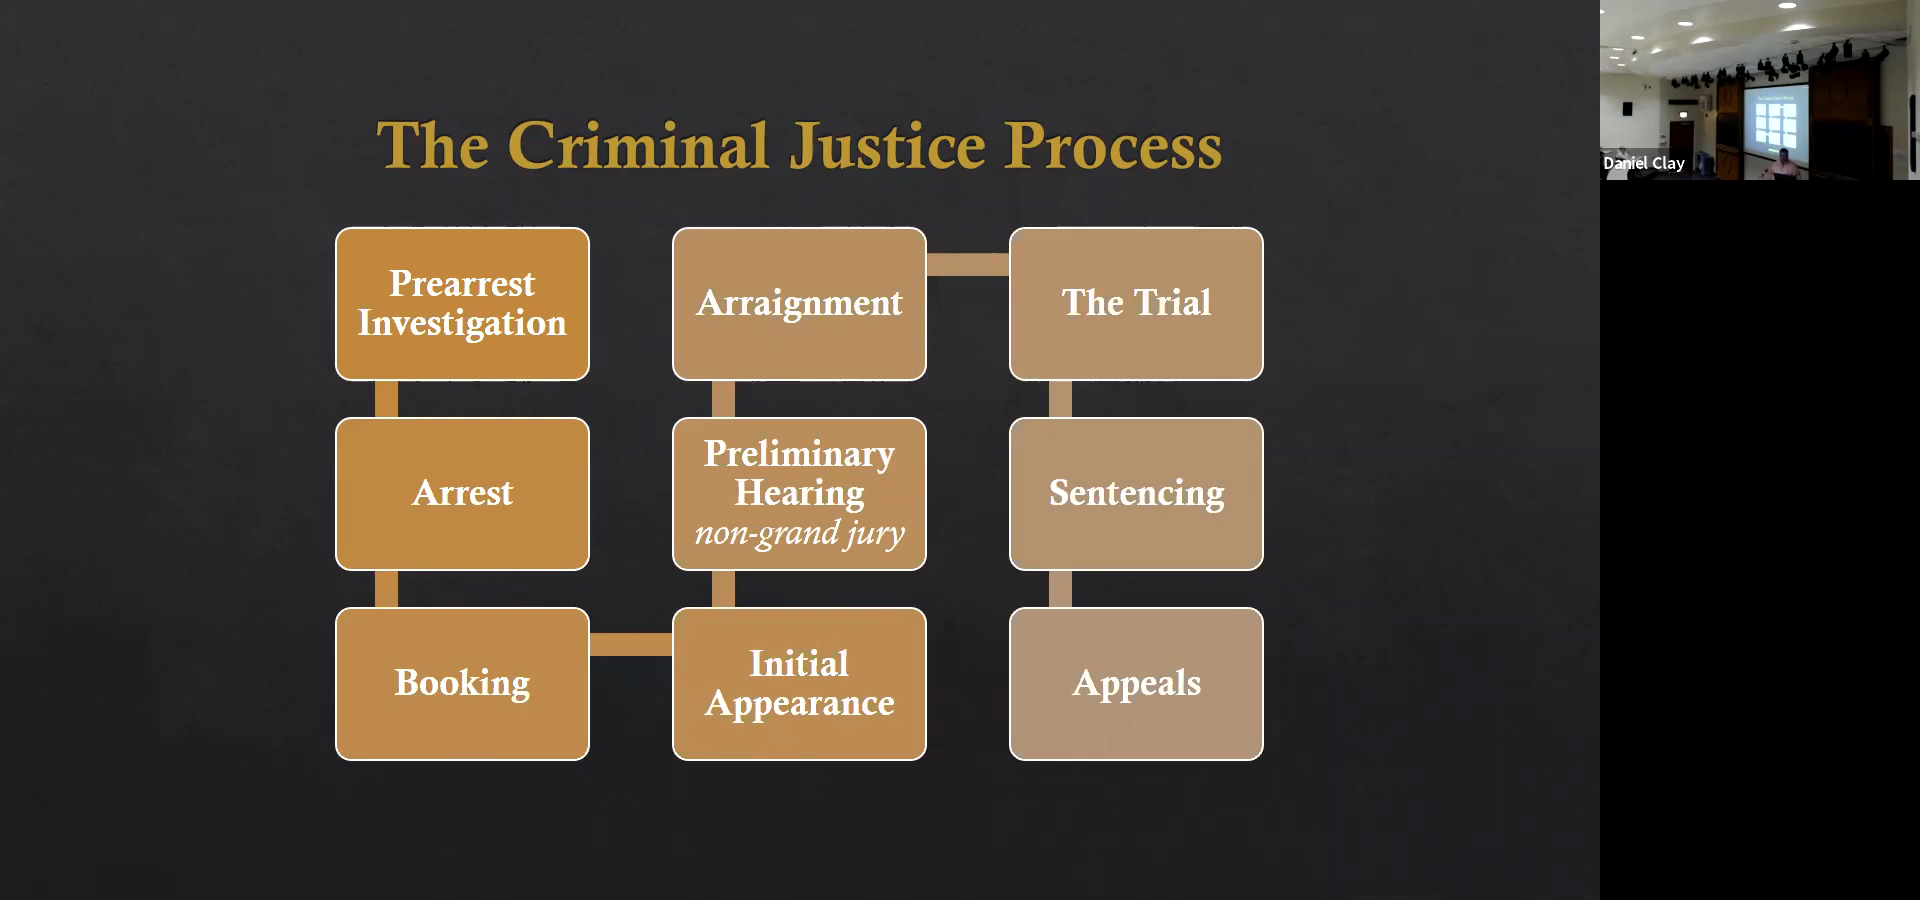 The Criminal Justice Process
Prearrest
Investigation
Arrest
Booking
Initial
Appearance
Preliminary
Hearing
non-grand jury
Arraignment
The Trial
Sentencing
Appeals
Daniel Clay